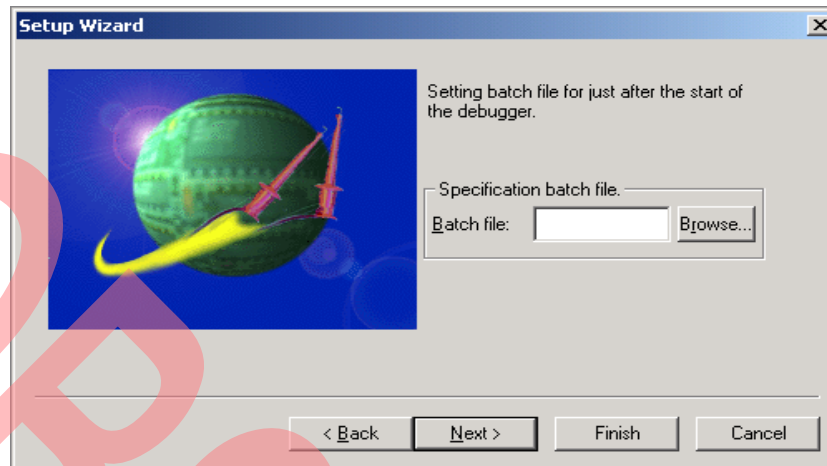 Setup Wizard
Setting batch file for just after the start of
the debugger.
Specification batch file.
Batch file:
Browse...
< Back
Next >
Finish
Cancel